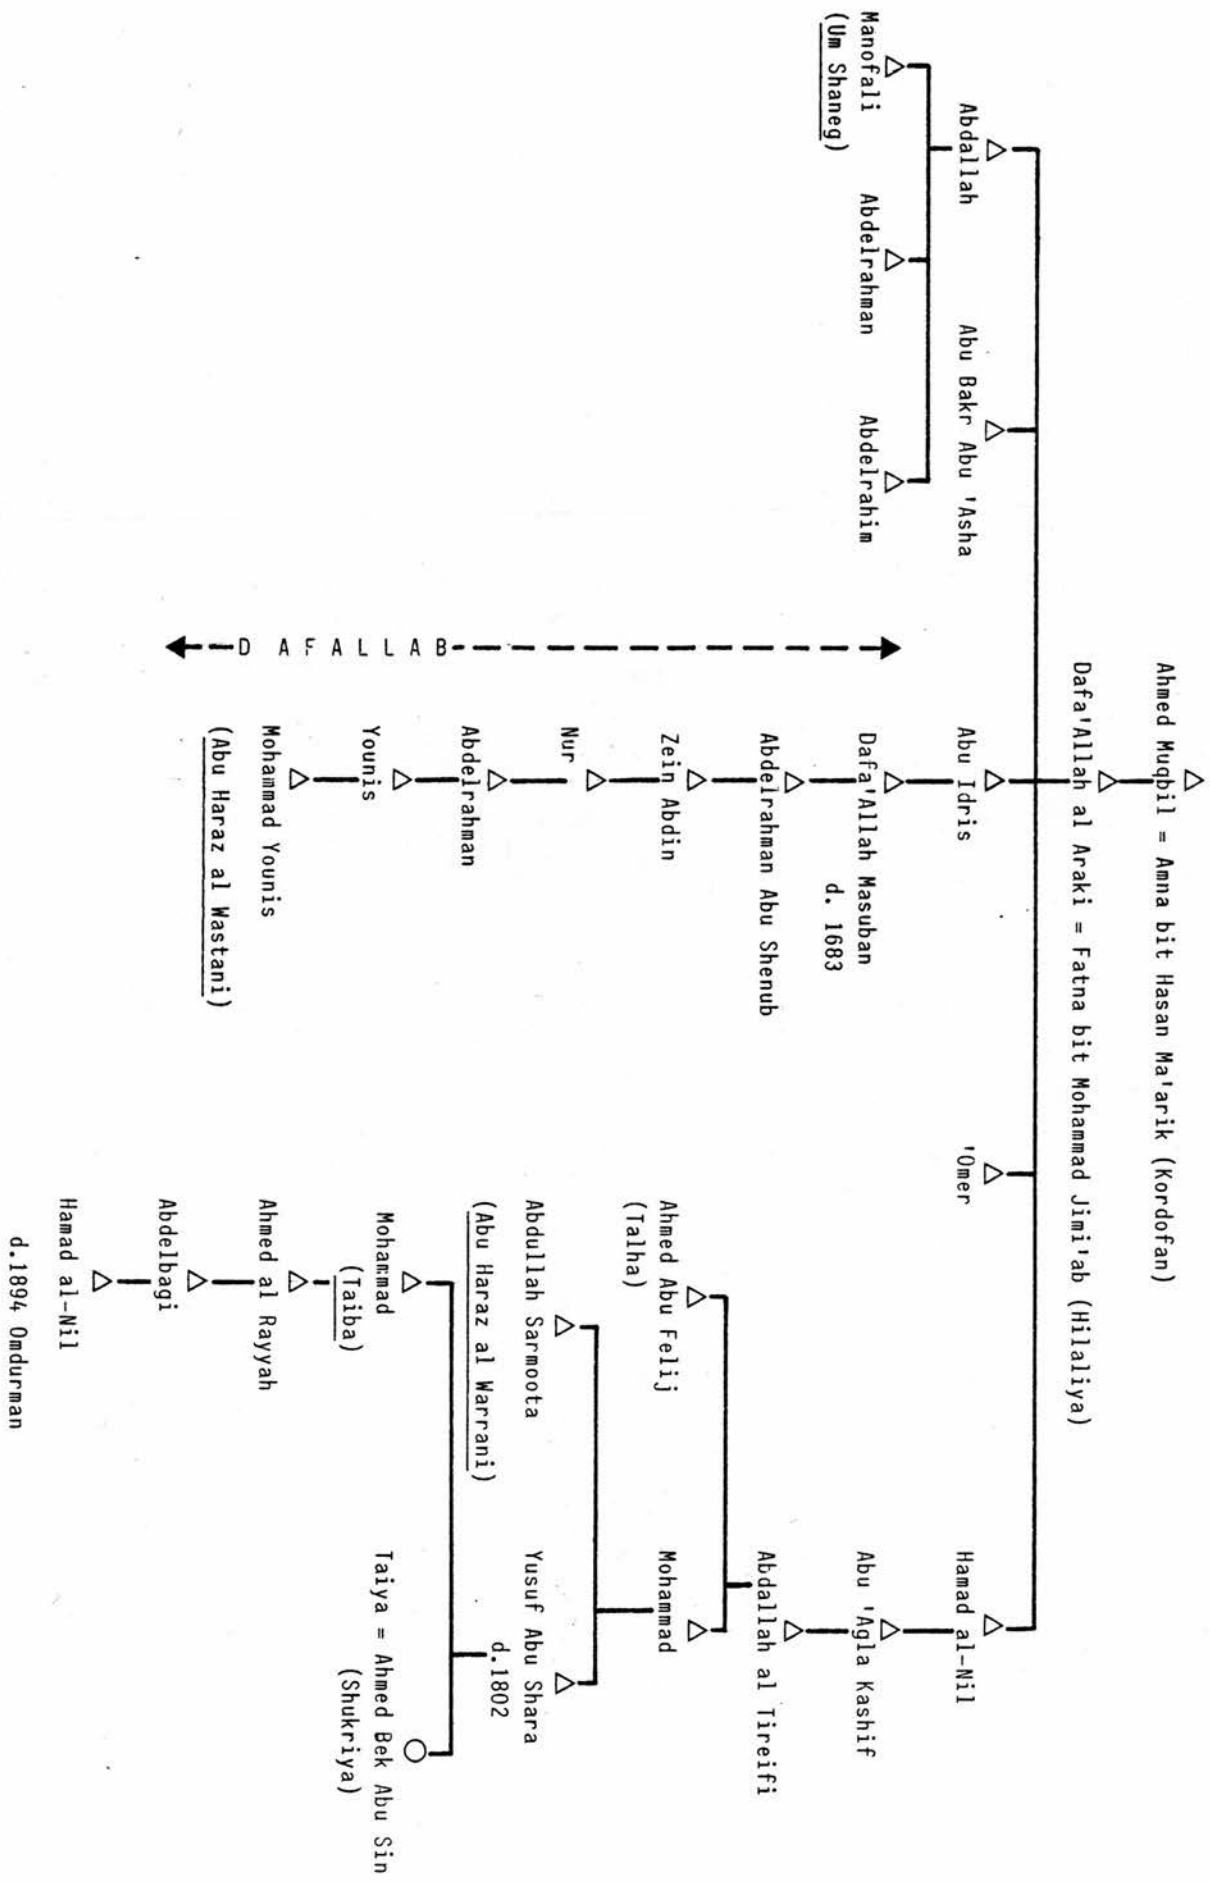 Ahmed Muqbil = Amna bit Hasan Ma'arik (Kordofan)
Dafa'Allah al Araki = Fatna bit Mohammad Jimi'ab (Hilaliya)
Abdallah
Abu Bakr Abu 'Asha
Abu Idris
'Omer
Hamad al-Nil
Manofali
(Um Shaneg)
Abdelrahman
Abdelrahim
DAFALLAB
Dafa'Allah Masuban
d. 1683
Abdelrahman Abu Shenub
Zein Abdin
Nur
Abdelrahman
Younis
Mohammad Younis
(Abu Haraz al Wastani)
Abu 'Agla Kashif
Abdallah al Tireifi
Ahmed Abu Felij
(Talha)
Mohammad
Abdullah Sarmoota
(Abu Haraz al Warrani)
Yusuf Abu Shara
d.1802
Mohammad
(Taiba)
Taiya = Ahmed Bek Abu Sin
(Shukriya)
Ahmed al Rayyah
Abdelbagi
Hamad al-Nil
d.1894 Omdurman